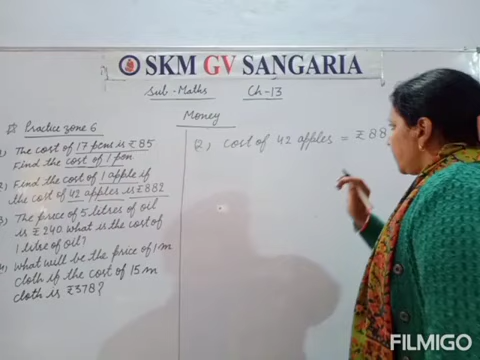 SKM GV SANGARIA
Sub - Maths Ch-13
Money
Practice zone 6
The cost of 17 pens is ₹85
Find the cost of 1 pen
Find the cost of 1 apple if
the cost of 42 apples is ₹882
The price of 5 litres of oil
is ₹240. what is the cost of
1 litre of oil?
What will be the price of 1 m
cloth if the cost of 15 m
cloth is ₹378?
2) Cost of 42 apples = ₹88
FILMIGO